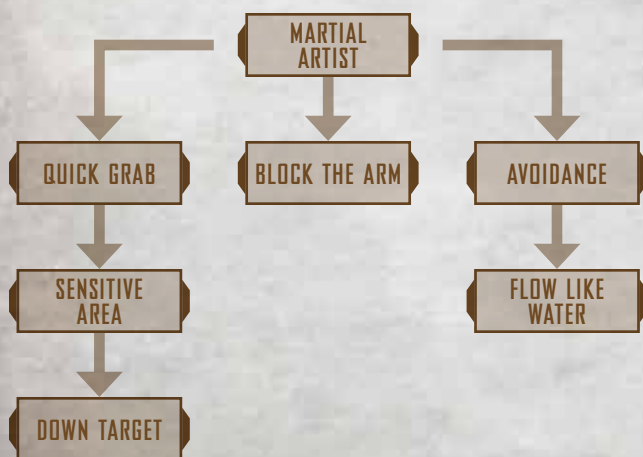 MARTIAL
ARTIST
QUICK GRAB
BLOCK THE ARM
AVOIDANCE
SENSITIVE
AREA
FLOW LIKE
WATER
DOWN TARGET